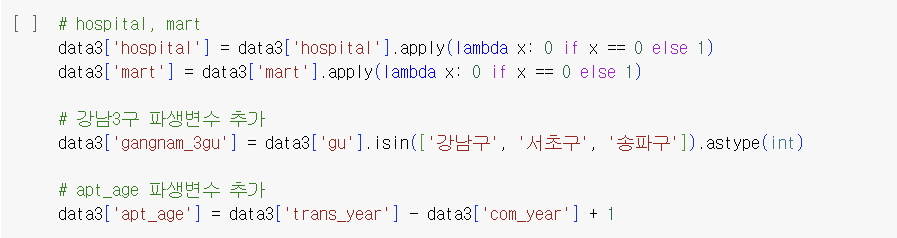 [ ] # hospital, mart
data3['hospital'] = data3['hospital'].apply(lambda x: 0 if x == 0 else 1)
data3['mart'] = data3['mart'].apply(lambda x: 0 if x == 0 else 1)
# 강남3구 파생변수 추가
data3['gangnam_3gu'] = data3['gu'].isin(['강남구', '서초구', '송파구']).astype(int)
# apt_age 파생변수 추가
data3['apt_age'] = data3['trans_year'] - data3['com_year'] + 1